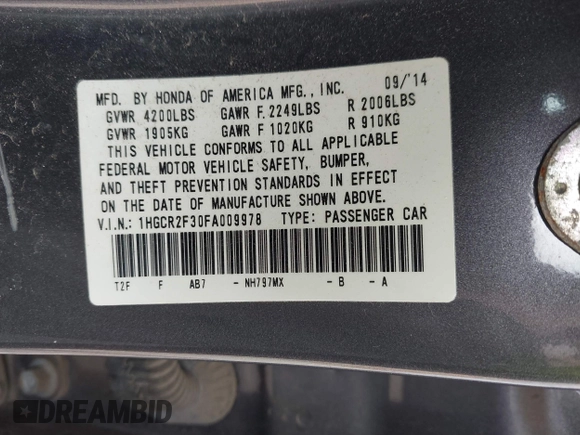 MFD. BY HONDA OF AMERICA MFG., INC. 09/'14
GVWR 4200LBS GAWR F 2249LBS R 2006LBS
GVWR 1905KG GAWR F 1020KG R 910KG
THIS VEHICLE CONFORMS TO ALL APPLICABLE
FEDERAL MOTOR VEHICLE SAFETY, BUMPER,
AND THEFT PREVENTION STANDARDS IN EFFECT
ON THE DATE OF MANUFACTURE SHOWN ABOVE.
V.I.N.: 1HGCR2F30FA009978 TYPE: PASSENGER CAR
T2F F AB7 - NH797MX - B - A
DREAMBID